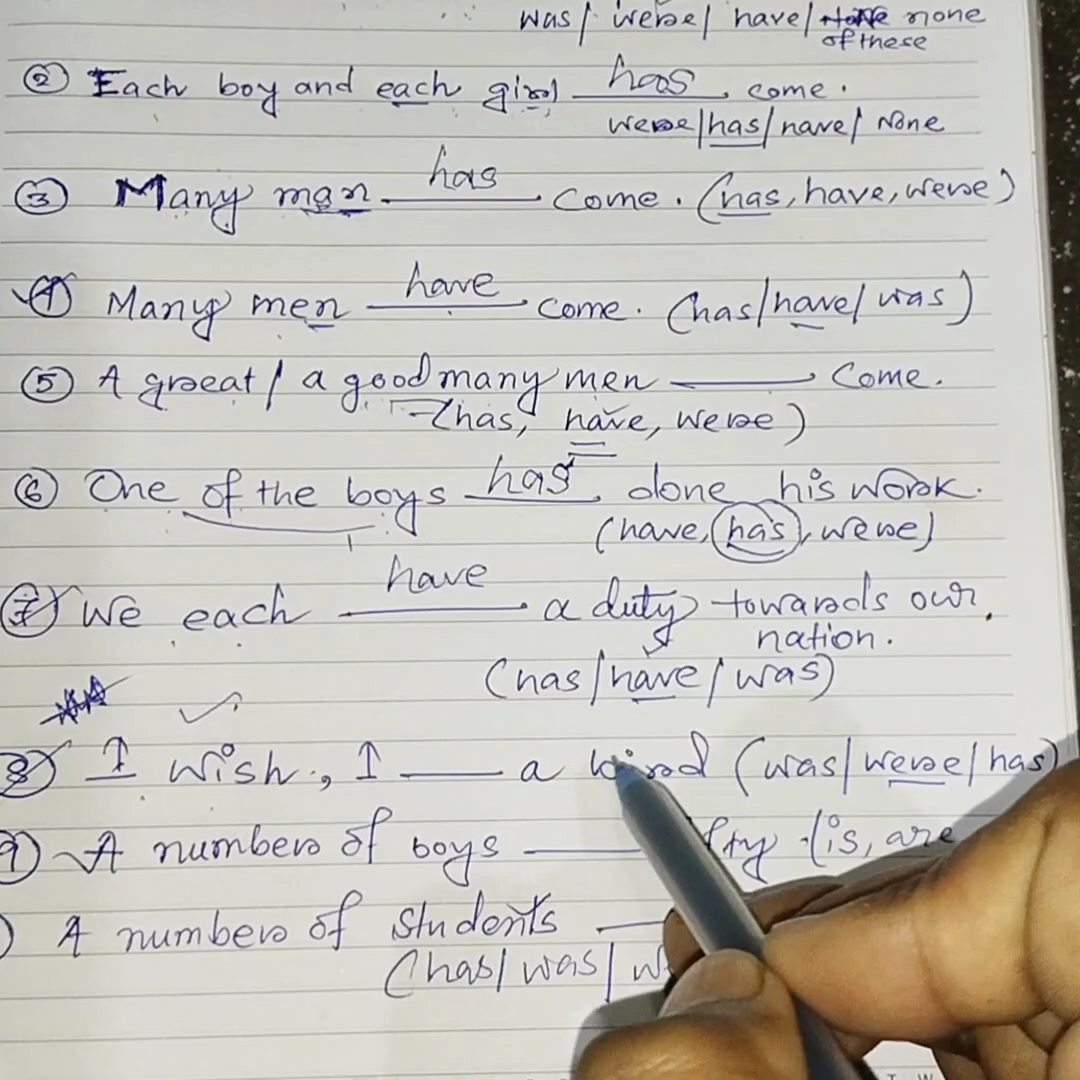 was/ were/ have/ none
of these
② Each boy and each girl has come.
were/has/have/ None
③ Many man has come. (has, have, were)
④ Many men have come. (has/have/ was)
⑤ A great / a good many men ——— come.
(has, have, were)
⑥ One of the boys has done his work.
(have, has, were)
⑦ We each have a duty towards our
nation.
(has/have/was)
⑧ I wish, I —— a bird (was/were/has)
9) A number of boys ——— (is, are
) A number of students ——
(has/ was/